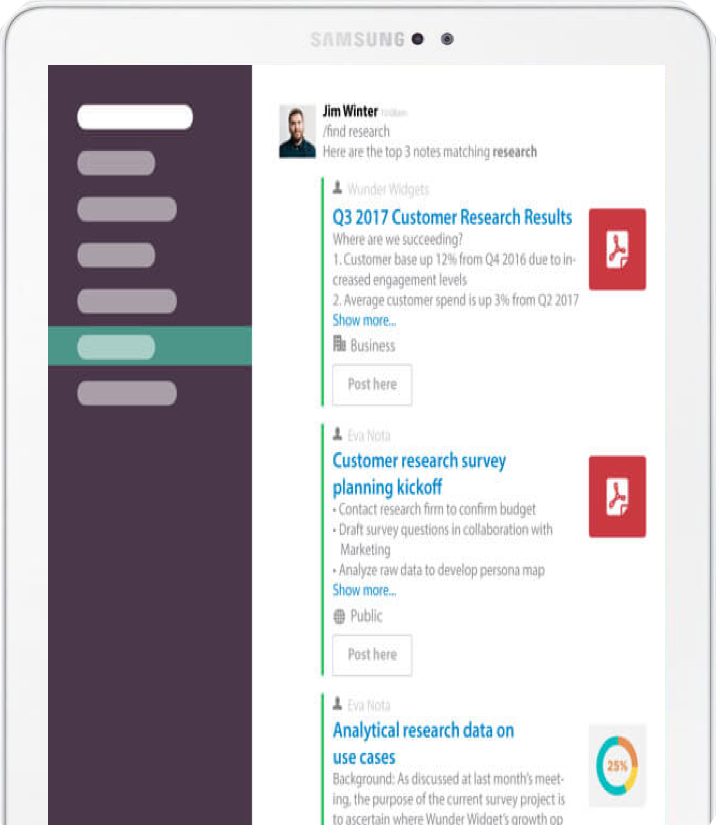 SAMSUNG
Jim Winter
/find research
Here are the top 3 notes matching research
Wunder Widgets
Q3 2017 Customer Research Results
Where are we succeeding?
1. Customer base up 12% from Q4 2016 due to in-
creased engagement levels
2. Average customer spend is up 3% from Q2 2017
Show more...
Business
Post here
Eva Nota
Customer research survey
planning kickoff
• Contact research firm to confirm budget
• Draft survey questions in collaboration with
Marketing
• Analyze raw data to develop persona map
Show more...
Public
Post here
Eva Nota
Analytical research data on
use cases
25%
Background: As discussed at last month's meet-
ing, the purpose of the current survey project is
to ascertain where Wunder Widget's growth op